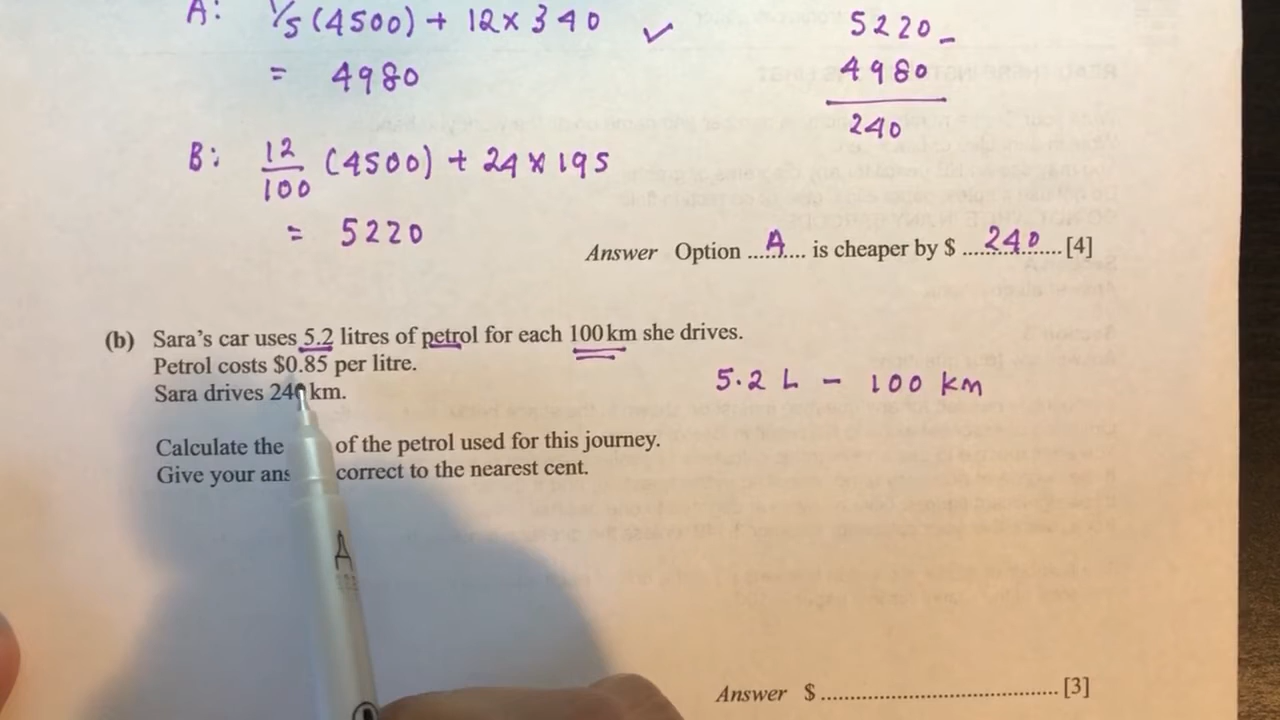 A: 1/5 (4500) + 12 x 340
= 4980
5220 -
4980
240
B: 12/100 (4500) + 24 x 195
= 5220
Answer Option ...A... is cheaper by $ ...240... [4]
(b) Sara's car uses 5.2 litres of petrol for each 100 km she drives.
Petrol costs $0.85 per litre.
Sara drives km.
5.2 L - 100 km
Calculate the of the petrol used for this journey.
Give your correct to the nearest cent.
Answer $ .......................................... [3]